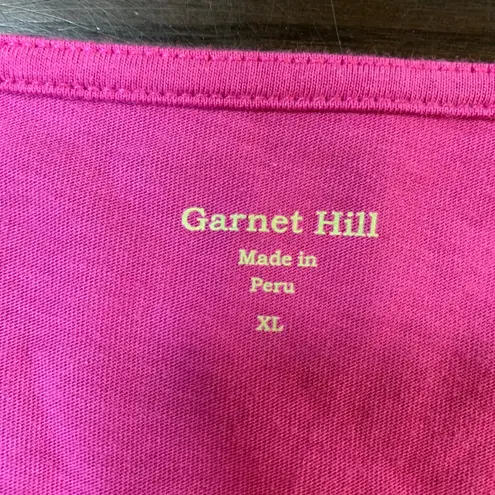 Garnet Hill
Made in
Peru
XL